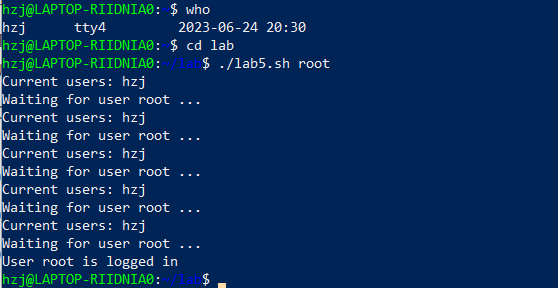 hzj@LAPTOP-RIIDNIA0:~$ who
hzj      tty4         2023-06-24 20:30
hzj@LAPTOP-RIIDNIA0:~$ cd lab
hzj@LAPTOP-RIIDNIA0:~/lab$ ./lab5.sh root
Current users: hzj
Waiting for user root ...
Current users: hzj
Waiting for user root ...
Current users: hzj
Waiting for user root ...
Current users: hzj
Waiting for user root ...
Current users: hzj
Waiting for user root ...
User root is logged in
hzj@LAPTOP-RIIDNIA0:~/lab$